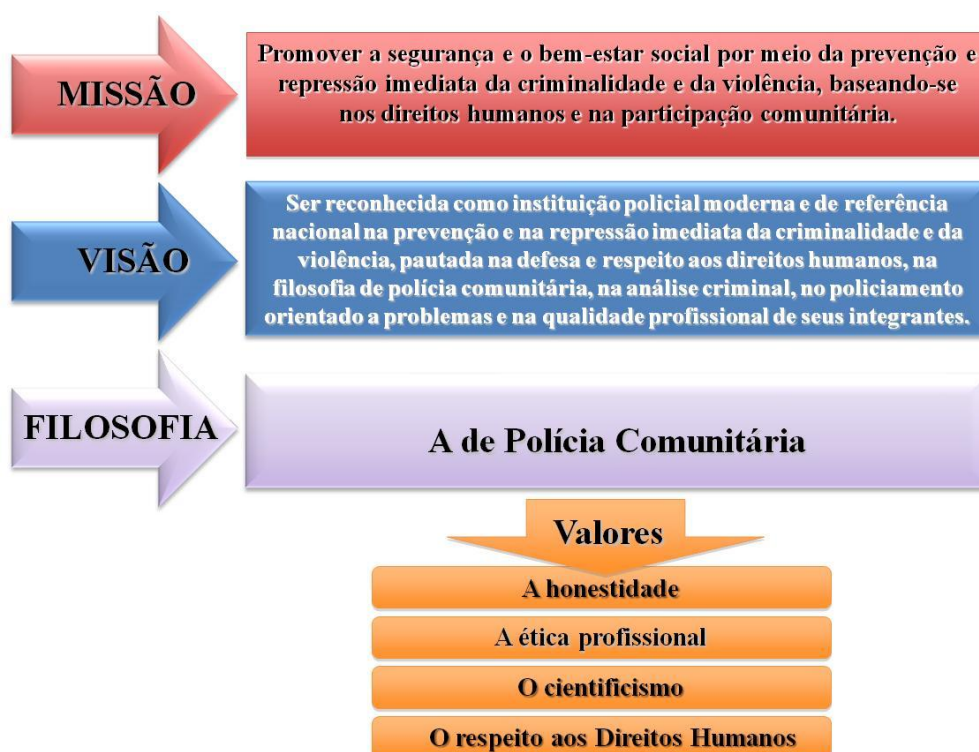 MISSÃO
Promover a segurança e o bem-estar social por meio da prevenção e
repressão imediata da criminalidade e da violência, baseando-se
nos direitos humanos e na participação comunitária.
VISÃO
Ser reconhecida como instituição policial moderna e de referência
nacional na prevenção e na repressão imediata da criminalidade e da
violência, pautada na defesa e respeito aos direitos humanos, na
filosofia de polícia comunitária, na análise criminal, no policiamento
orientado a problemas e na qualidade profissional de seus integrantes.
FILOSOFIA
A de Polícia Comunitária
Valores
A honestidade
A ética profissional
O cientificismo
O respeito aos Direitos Humanos